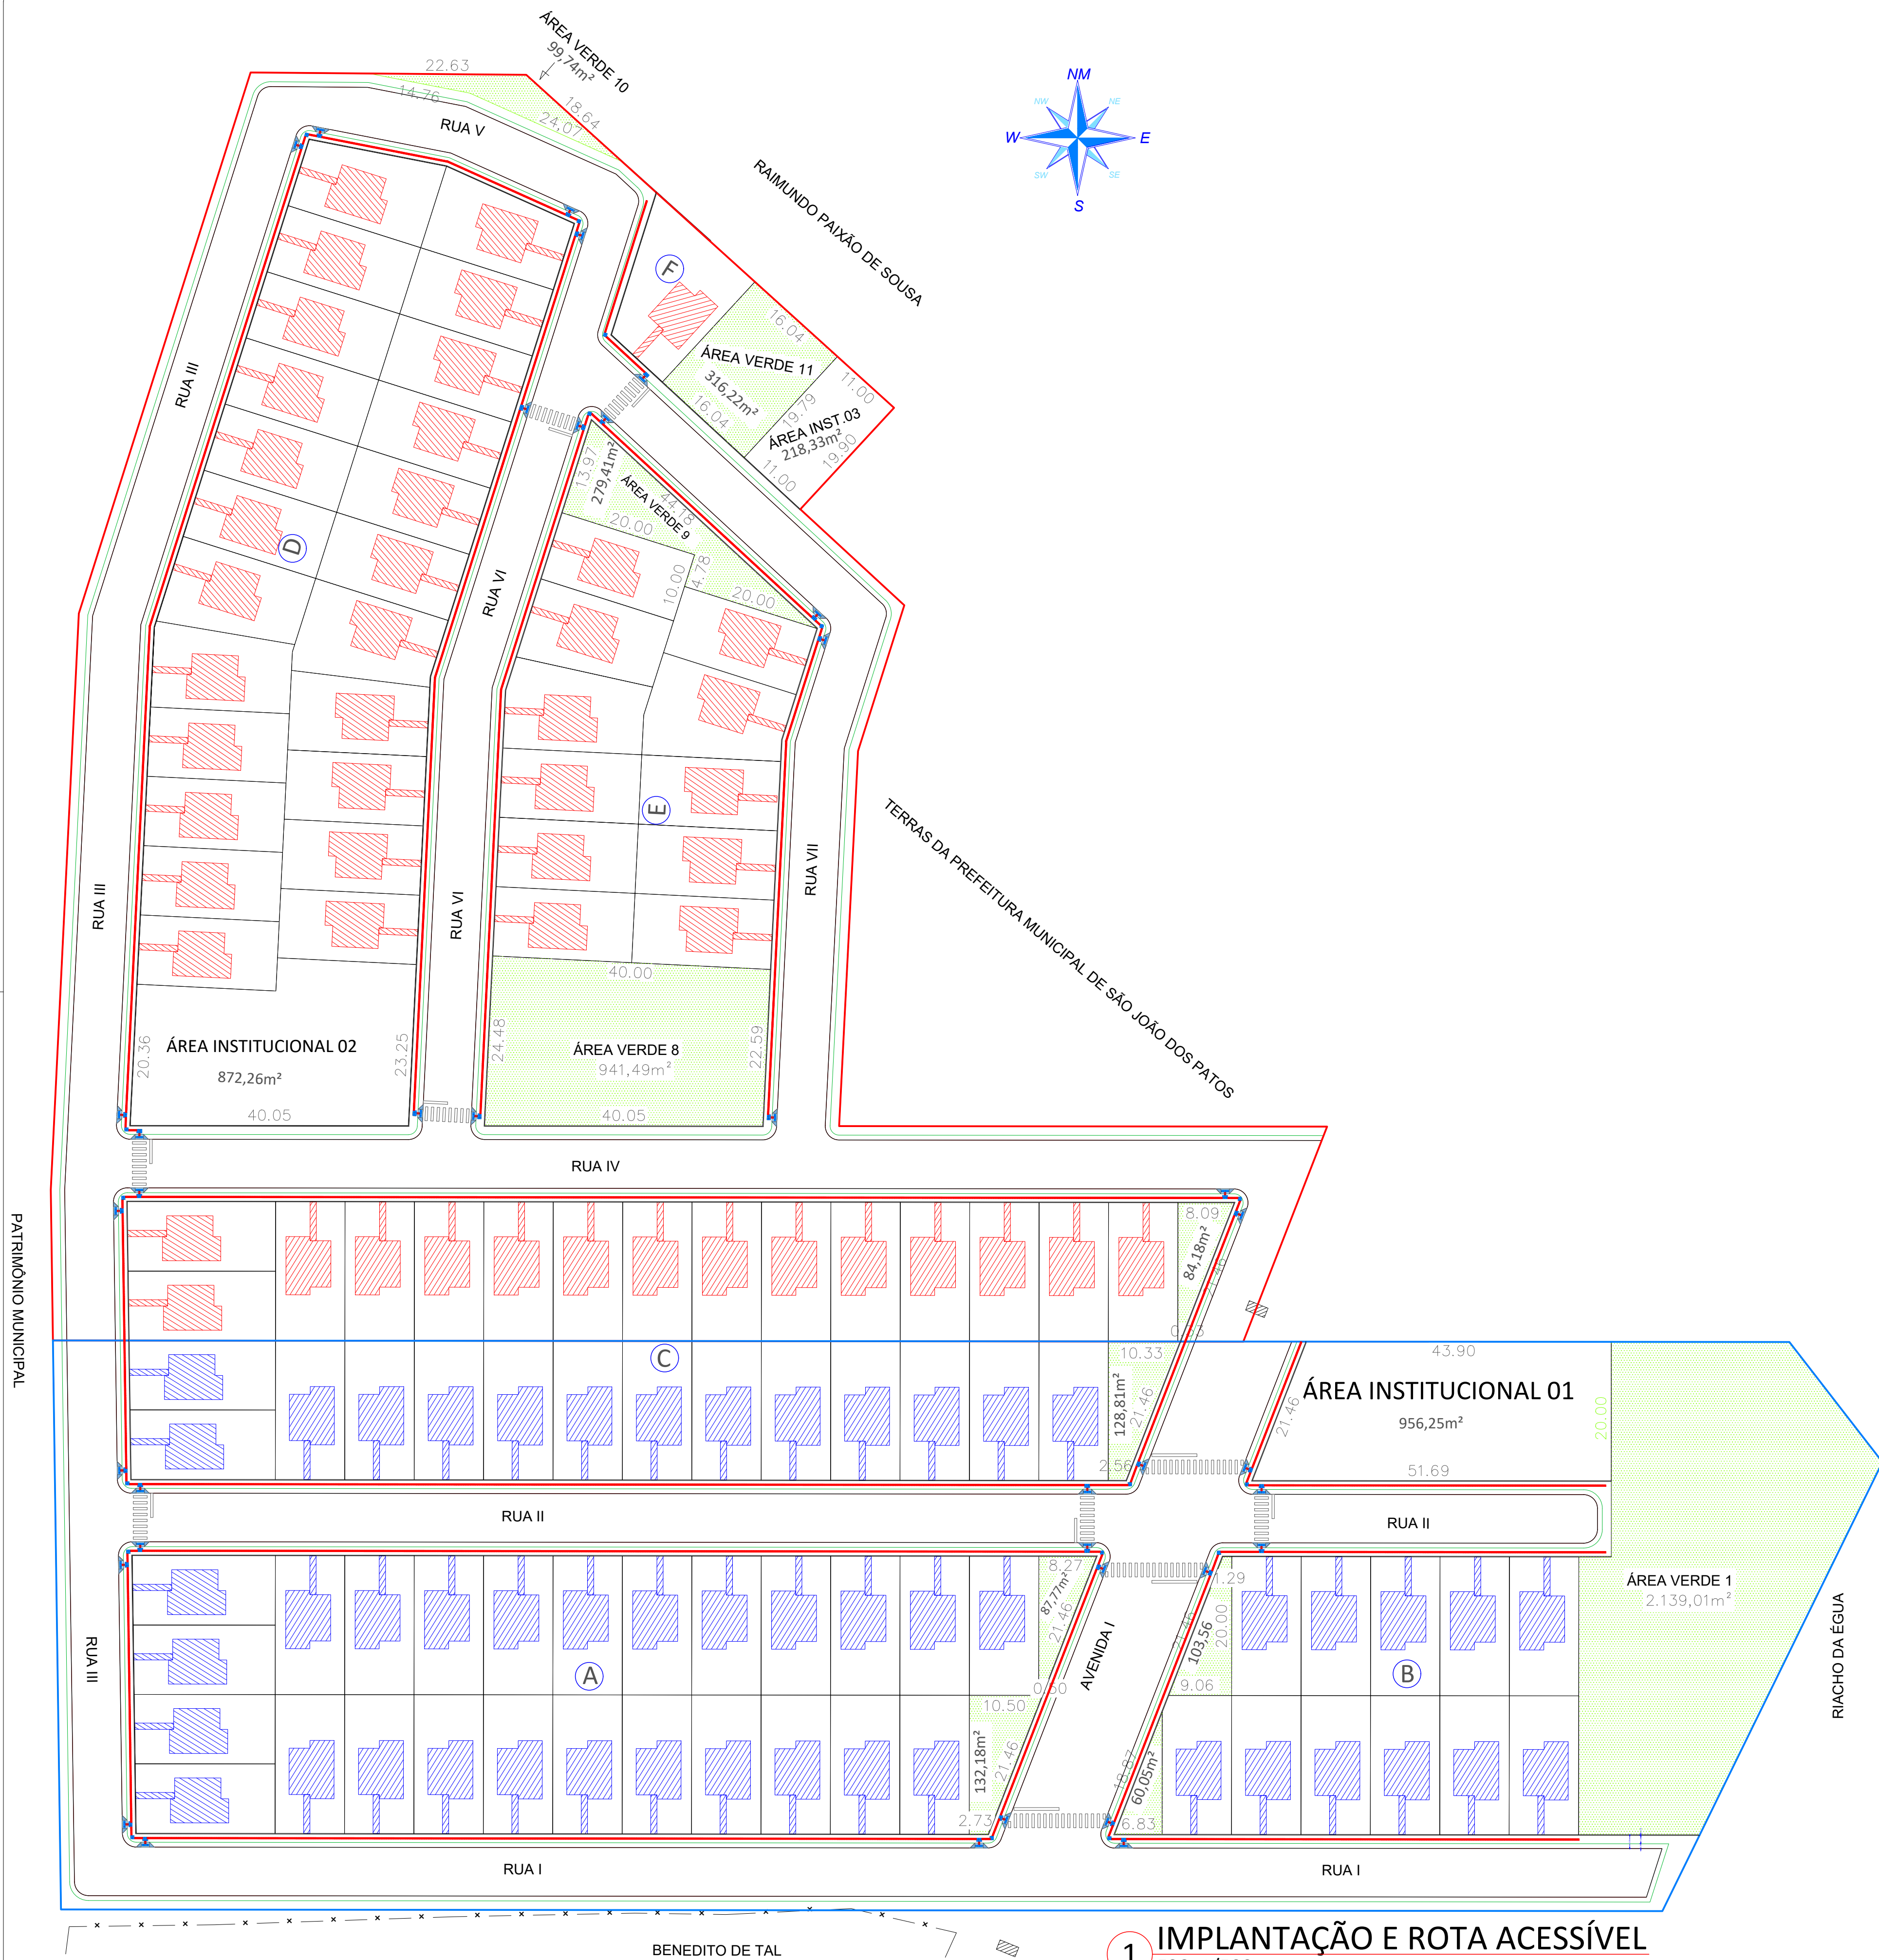 ÁREA VERDE 10
99,74m²
22.63
14.76
18.64
24,07
RUA V
NM
NW
NE
W
E
SW
SE
S
RAIMUNDO PAIXÃO DE SOUSA
F
RUA III
16.04
ÁREA VERDE 11
316,22m²
16.04
11.00
19.79
ÁREA INST.03
218,33m²
19.90
11.00
13.97
279,41m²
44.18
ÁREA VERDE 9
20.00
D
RUA VI
10.00
4.78
20.00
E
TERRAS DA PREFEITURA MUNICIPAL DE SÃO JOÃO DOS PATOS
RUA III
RUA VI
RUA VII
40.00
20.36
ÁREA INSTITUCIONAL 02
872,26m²
23.25
40.05
24.48
ÁREA VERDE 8
941,49m²
22.59
40.05
RUA IV
PATRIMÔNIO MUNICIPAL
8.09
84,18m²
C
10.33
128,81m²
21.46
2.56
43.90
ÁREA INSTITUCIONAL 01
956,25m²
21.46
20.00
51.69
RUA II
RUA II
8.27
87,77m²
21.46
AVENIDA I
21.46
103,56
20.00
9.06
ÁREA VERDE 1
2.139,01m²
RIACHO DA ÉGUA
RUA III
A
B
10.50
132,18m²
21.46
2.73
18.87
60,05m²
6.83
RUA I
RUA I
BENEDITO DE TAL
1
IMPLANTAÇÃO E ROTA ACESSÍVEL